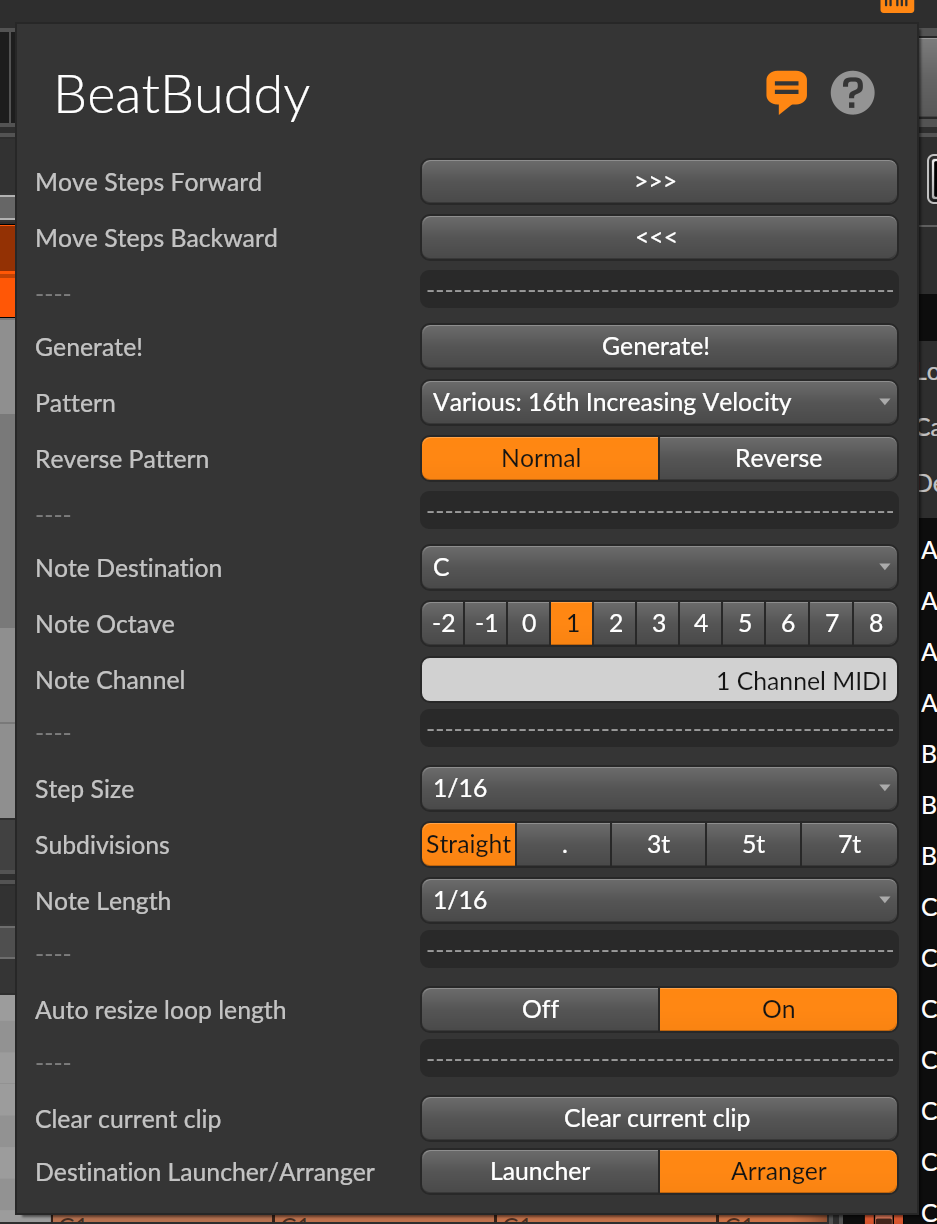 BeatBuddy
?
Move Steps Forward >>>
Move Steps Backward <<<
---- --------------------------------------------------
Generate! Generate!
Pattern Various: 16th Increasing Velocity
Reverse Pattern Normal Reverse
---- --------------------------------------------------
Note Destination C
Note Octave -2 -1 0 1 2 3 4 5 6 7 8
Note Channel 1 Channel MIDI
---- --------------------------------------------------
Step Size 1/16
Subdivisions Straight . 3t 5t 7t
Note Length 1/16
---- --------------------------------------------------
Auto resize loop length Off On
---- --------------------------------------------------
Clear current clip Clear current clip
Destination Launcher/Arranger Launcher Arranger